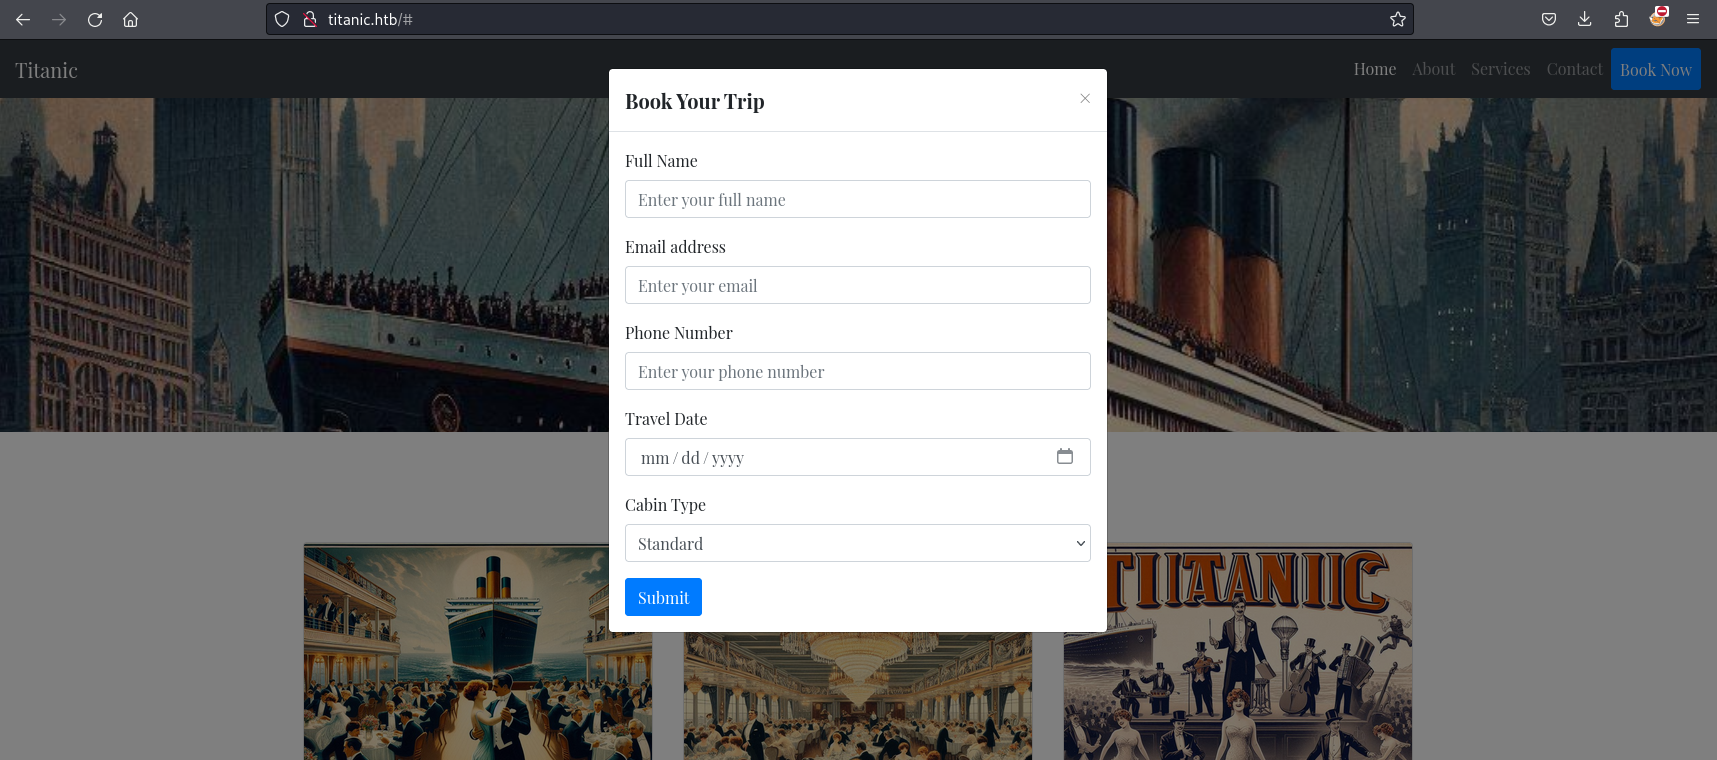 titanic.htb/#
Titanic
Home About Services Contact Book Now
Book Your Trip
×
Full Name
Enter your full name
Email address
Enter your email
Phone Number
Enter your phone number
Travel Date
mm / dd / yyyy
Cabin Type
Standard
Submit
TITANIC